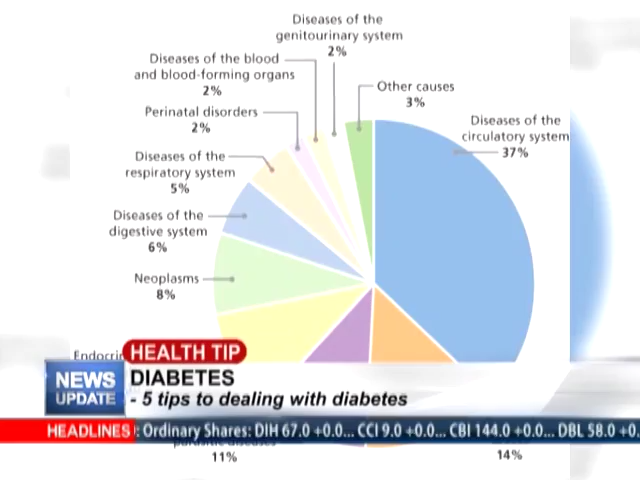 Diseases of the
genitourinary system
2%
Diseases of the blood
and blood-forming organs
2%
Other causes
3%
Perinatal disorders
2%
Diseases of the
circulatory system
37%
Diseases of the
respiratory system
5%
Diseases of the
digestive system
6%
Neoplasms
8%
HEALTH TIP
NEWS
UPDATE
DIABETES
- 5 tips to dealing with diabetes
HEADLINES
: Ordinary Shares: DIH 67.0 +0.0... CCI 9.0 +0.0... CBI 144.0 +0.0... DBL 58.0 +0.
11%
14%